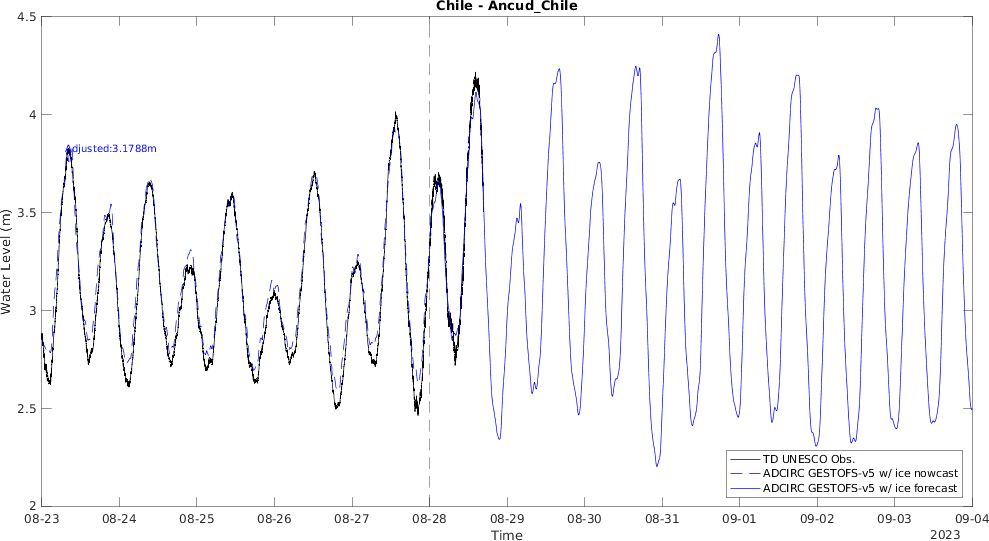 Chile - Ancud_Chile
4.5
4
3.5
3
2.5
2
Water Level (m)
djusted:3.1788m
TD UNESCO Obs.
ADCIRC GESTOFS-v5 w/ ice nowcast
ADCIRC GESTOFS-v5 w/ ice forecast
08-23 08-24 08-25 08-26 08-27 08-28 08-29 08-30 08-31 09-01 09-02 09-03 09-04
Time
2023